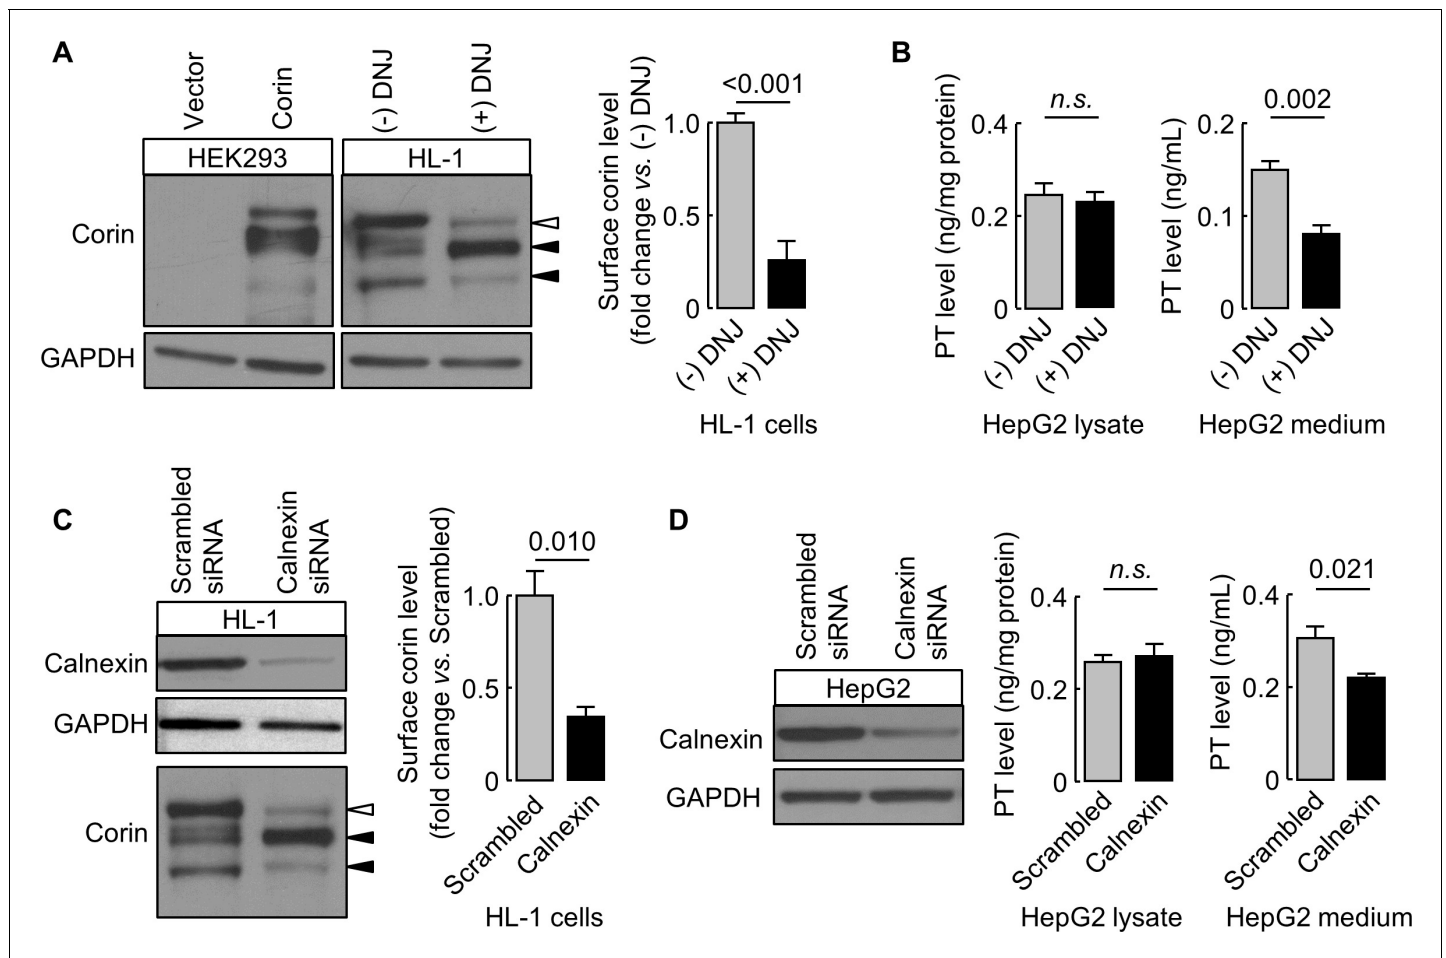 A
Vector
Corin
(-) DNJ
(+) DNJ
HEK293
HL-1
Corin
GAPDH
Surface corin level
(fold change vs. (-) DNJ)
<0.001
1.0
0.5
0
(-) DNJ
(+) DNJ
HL-1 cells
B
PT level (ng/mg protein)
n.s.
0.4
0.2
0
(-) DNJ
(+) DNJ
HepG2 lysate
PT level (ng/mL)
0.002
0.2
0.1
0
(-) DNJ
(+) DNJ
HepG2 medium
C
Scrambled
siRNA
Calnexin
siRNA
HL-1
Calnexin
GAPDH
Corin
Surface corin level
(fold change vs. Scrambled)
0.010
1.0
0.5
0
Scrambled
Calnexin
HL-1 cells
D
Scrambled
siRNA
Calnexin
siRNA
HepG2
Calnexin
GAPDH
PT level (ng/mg protein)
n.s.
0.4
0.2
0
Scrambled
Calnexin
HepG2 lysate
PT level (ng/mL)
0.021
0.4
0.2
0
Scrambled
Calnexin
HepG2 medium